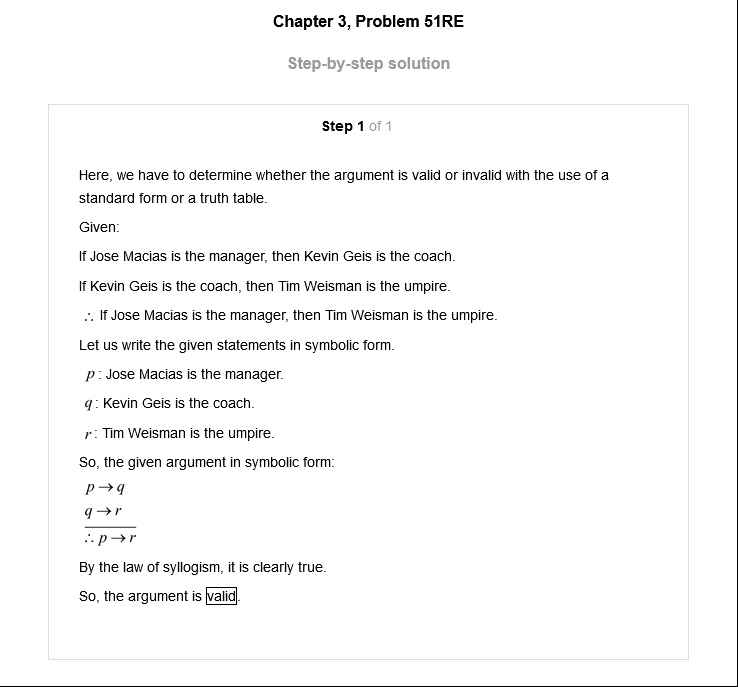 Chapter 3, Problem 51RE
Step-by-step solution
Step 1 of 1
Here, we have to determine whether the argument is valid or invalid with the use of a
standard form or a truth table.
Given:
If Jose Macias is the manager, then Kevin Geis is the coach.
If Kevin Geis is the coach, then Tim Weisman is the umpire.
∴ If Jose Macias is the manager, then Tim Weisman is the umpire.
Let us write the given statements in symbolic form.
p : Jose Macias is the manager.
q : Kevin Geis is the coach.
r : Tim Weisman is the umpire.
So, the given argument in symbolic form:
p → q
q → r
∴ p → r
By the law of syllogism, it is clearly true.
So, the argument is valid.